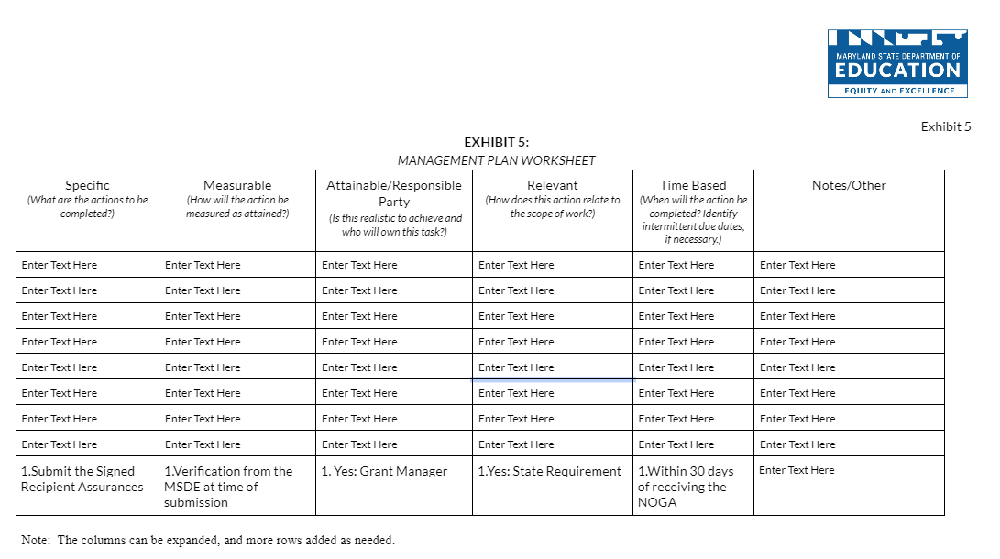 MARYLAND STATE DEPARTMENT OF
EDUCATION
EQUITY AND EXCELLENCE
Exhibit 5
EXHIBIT 5:
MANAGEMENT PLAN WORKSHEET
Specific
(What are the actions to be
completed?)
Measurable
(How will the action be
measured as attained?)
Attainable/Responsible
Party
(Is this realistic to achieve and
who will own this task?)
Relevant
(How does this action relate to
the scope of work?)
Time Based
(When will the action be
completed? Identify
intermittent due dates,
if necessary.)
Notes/Other
Enter Text Here Enter Text Here Enter Text Here Enter Text Here Enter Text Here Enter Text Here
Enter Text Here Enter Text Here Enter Text Here Enter Text Here Enter Text Here Enter Text Here
Enter Text Here Enter Text Here Enter Text Here Enter Text Here Enter Text Here Enter Text Here
Enter Text Here Enter Text Here Enter Text Here Enter Text Here Enter Text Here Enter Text Here
Enter Text Here Enter Text Here Enter Text Here Enter Text Here Enter Text Here Enter Text Here
Enter Text Here Enter Text Here Enter Text Here Enter Text Here Enter Text Here Enter Text Here
Enter Text Here Enter Text Here Enter Text Here Enter Text Here Enter Text Here Enter Text Here
Enter Text Here Enter Text Here Enter Text Here Enter Text Here Enter Text Here Enter Text Here
1.Submit the Signed
Recipient Assurances
1.Verification from the
MSDE at time of
submission
1. Yes: Grant Manager
1.Yes: State Requirement
1.Within 30 days
of receiving the
NOGA
Enter Text Here
Note: The columns can be expanded, and more rows added as needed.